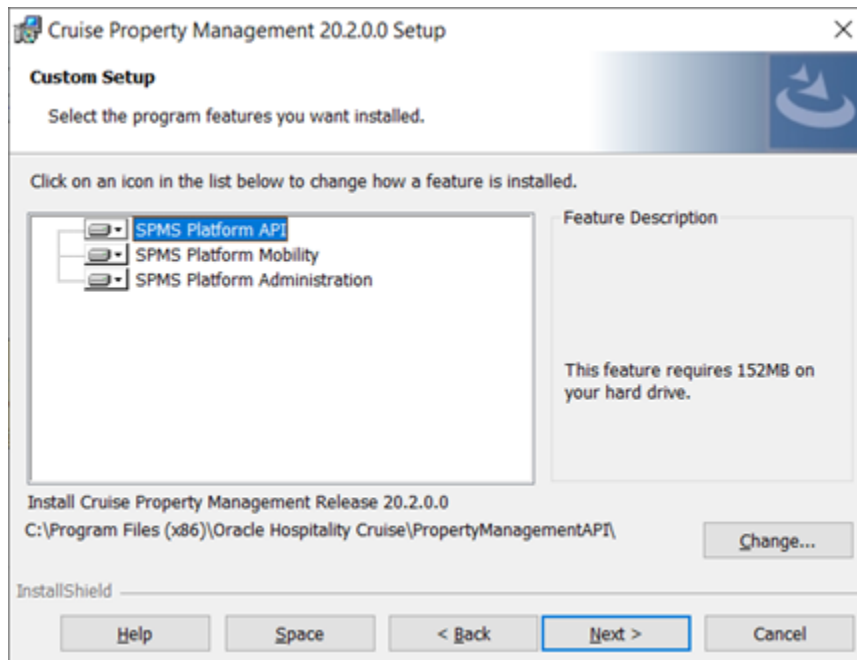 Cruise Property Management 20.2.0.0 Setup
Custom Setup
Select the program features you want installed.
Click on an icon in the list below to change how a feature is installed.
SPMS Platform API
SPMS Platform Mobility
SPMS Platform Administration
Feature Description
This feature requires 152MB on
your hard drive.
Install Cruise Property Management Release 20.2.0.0
C:\Program Files (x86)\Oracle Hospitality Cruise\PropertyManagementAPI\
Change...
InstallShield
Help
Space
< Back
Next >
Cancel